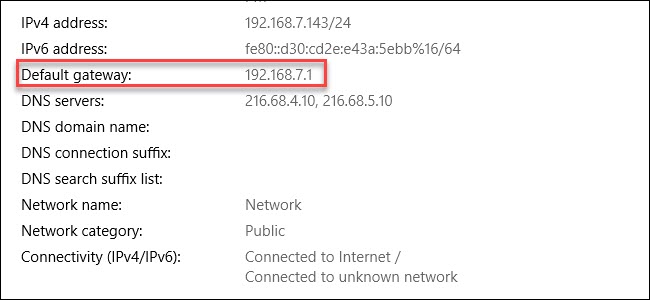 IPv4 address: 192.168.7.143/24
IPv6 address: fe80::d30:cd2e:e43a:5ebb%16/64
Default gateway: 192.168.7.1
DNS servers: 216.68.4.10, 216.68.5.10
DNS domain name:
DNS connection suffix:
DNS search suffix list:
Network name: Network
Network category: Public
Connectivity (IPv4/IPv6): Connected to Internet /
Connected to unknown network